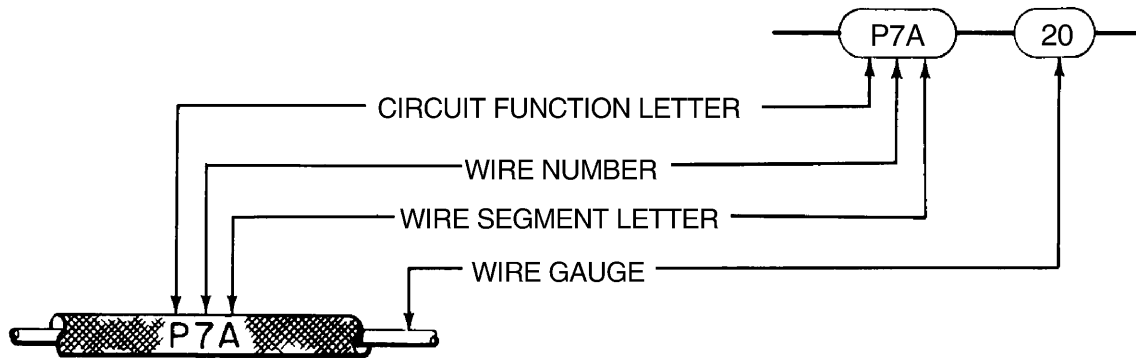 P7A 20
CIRCUIT FUNCTION LETTER
WIRE NUMBER
WIRE SEGMENT LETTER
WIRE GAUGE
P7A